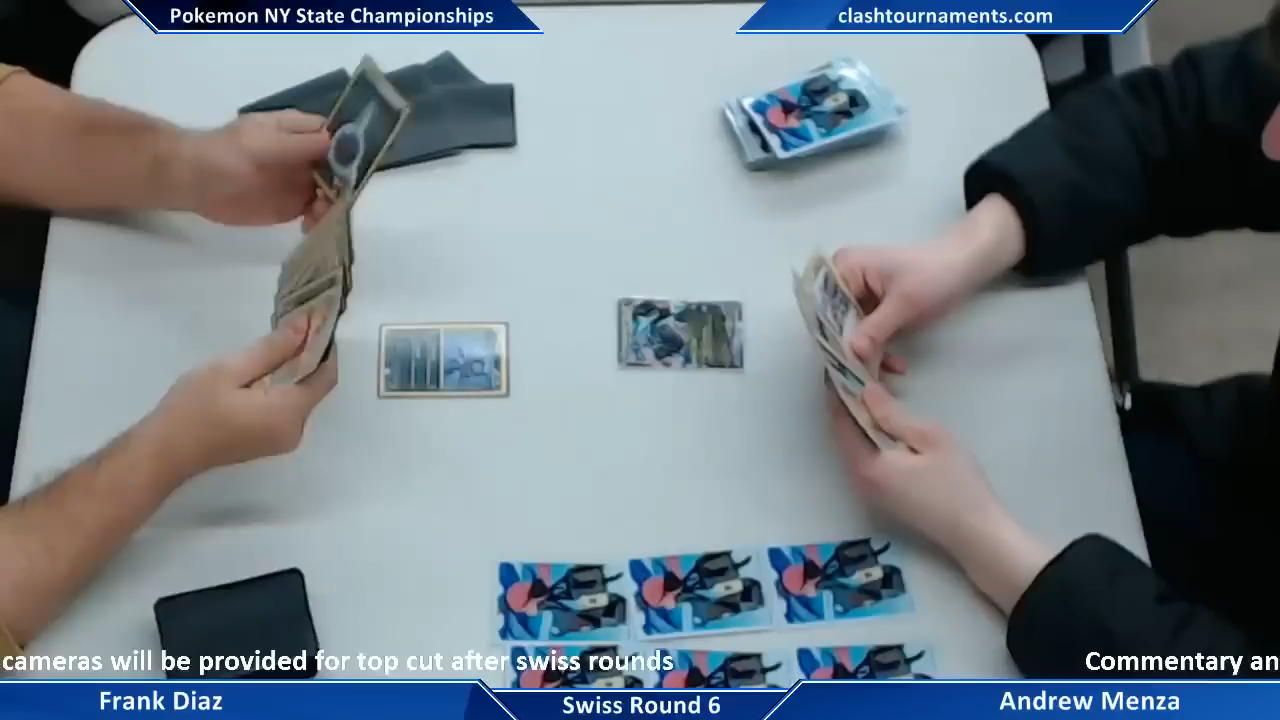 Pokemon NY State Championships
clashtournaments.com
cameras will be provided for top cut after swiss rounds
Commentary an
Frank Diaz
Swiss Round 6
Andrew Menza